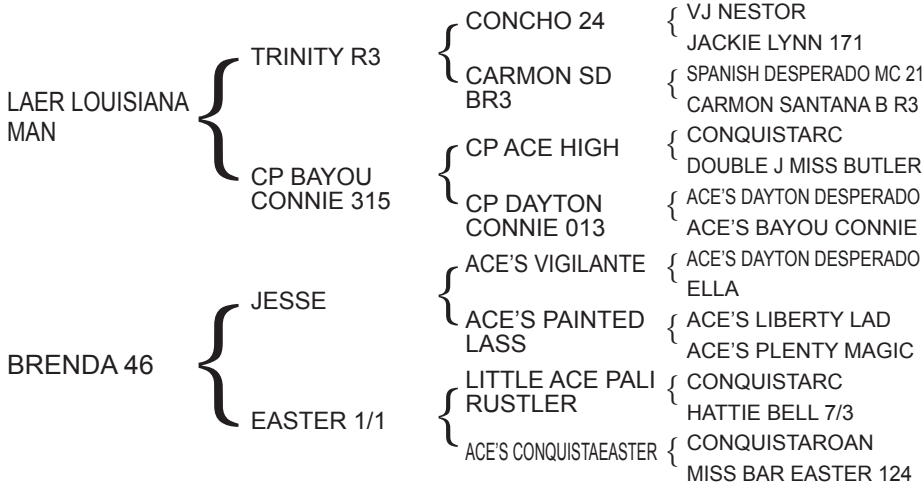 LAER LOUISIANA
MAN
TRINITY R3
CP BAYOU
CONNIE 315
CONCHO 24
CARMON SD
BR3
CP ACE HIGH
CP DAYTON
CONNIE 013
VJ NESTOR
JACKIE LYNN 171
SPANISH DESPERADO MC 21
CARMON SANTANA B R3
CONQUISTARC
DOUBLE J MISS BUTLER
ACE'S DAYTON DESPERADO
ACE'S BAYOU CONNIE
BRENDA 46
JESSE
EASTER 1/1
ACE'S VIGILANTE
ACE'S PAINTED
LASS
LITTLE ACE PALI
RUSTLER
ACE'S CONQUISTAEASTER
ACE'S DAYTON DESPERADO
ELLA
ACE'S LIBERTY LAD
ACE'S PLENTY MAGIC
CONQUISTARC
HATTIE BELL 7/3
CONQUISTAROAN
MISS BAR EASTER 124